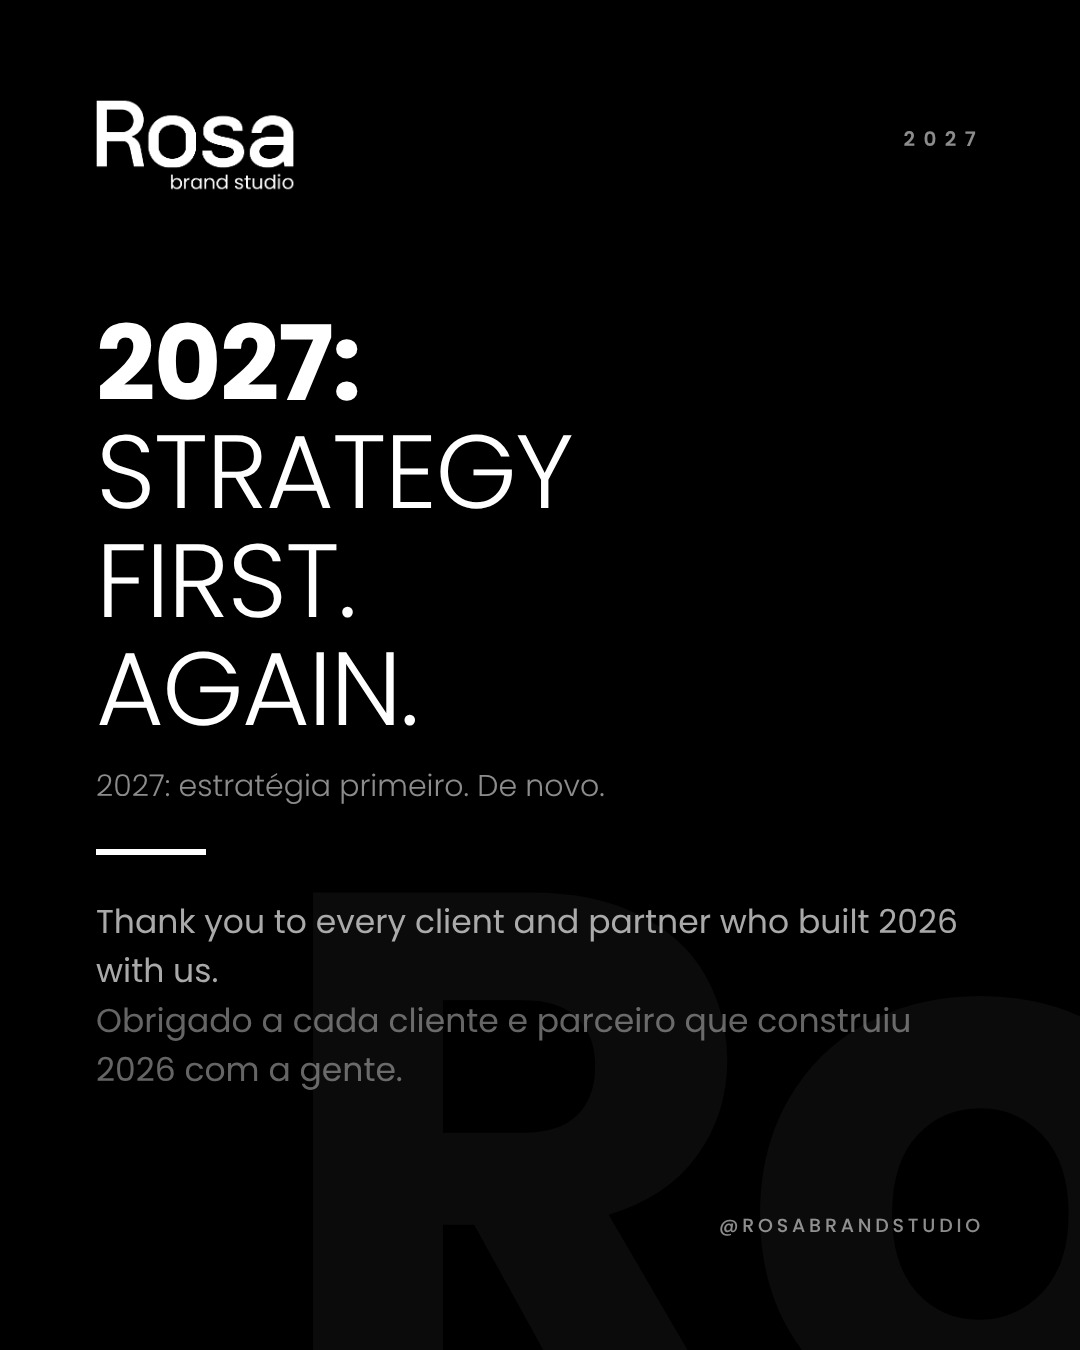 Rosa
brand studio
2027
2027:
STRATEGY
FIRST.
AGAIN.
2027: estratégia primeiro. De novo.
Thank you to every client and partner who built 2026
with us.
Obrigado a cada cliente e parceiro que construiu
2026 com a gente.
Ro
@ROSABRANDSTUDIO